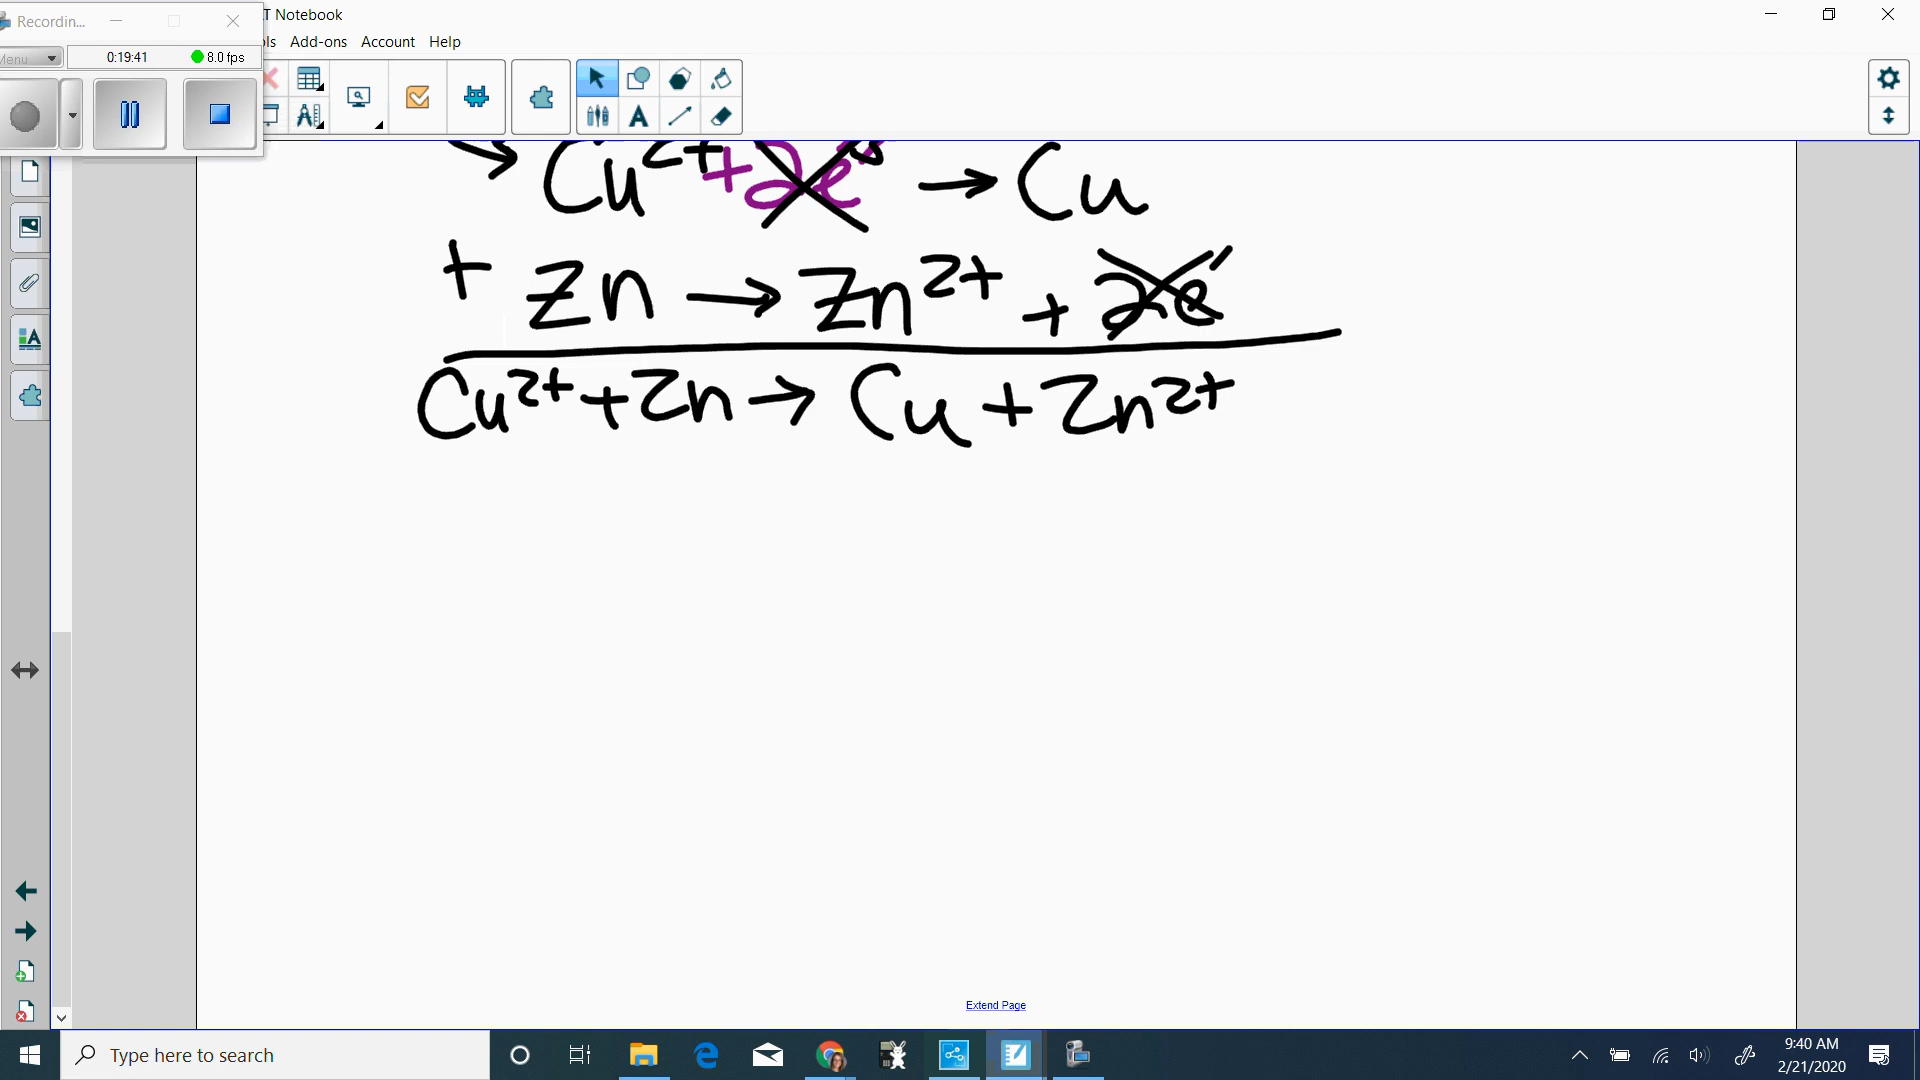 Recordin...
T Notebook
Menu
0:19:41
8.0 fps
ls Add-ons Account Help
Cu²⁺ + 2e⁻ → Cu
+ Zn → Zn²⁺ + 2e⁻
Cu²⁺ + Zn → Cu + Zn²⁺
Extend Page
Type here to search
9:40 AM
2/21/2020